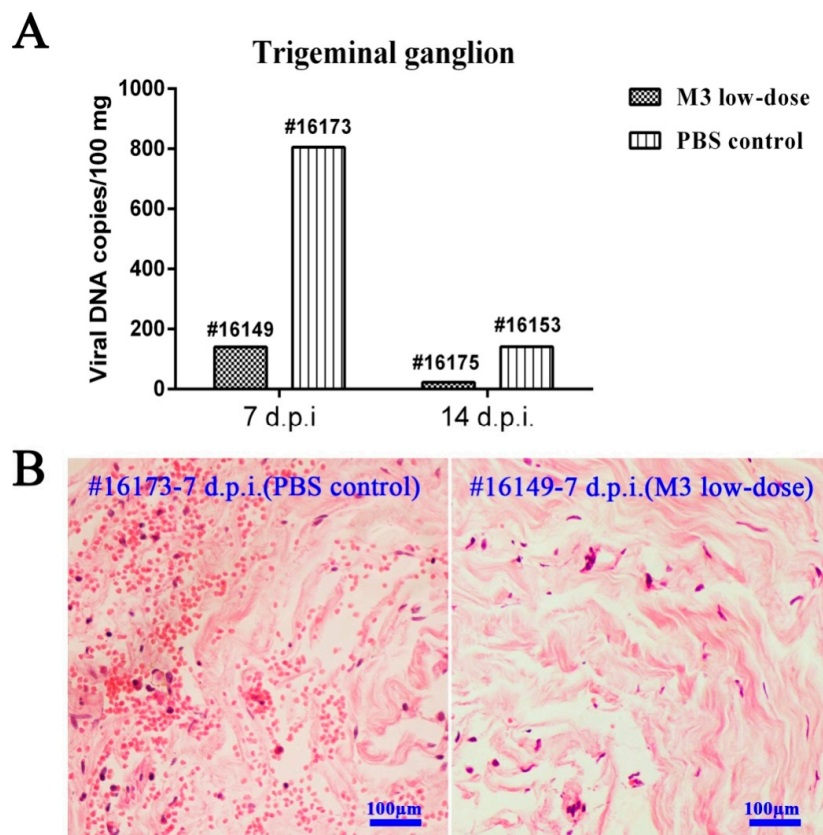 A
Trigeminal ganglion
Viral DNA copies/100 mg
1000
800
600
400
200
0
#16149
#16173
#16175
#16153
7 d.p.i
14 d.p.i.
M3 low-dose
PBS control
B
#16173-7 d.p.i.(PBS control)
#16149-7 d.p.i.(M3 low-dose)
100μm
100μm